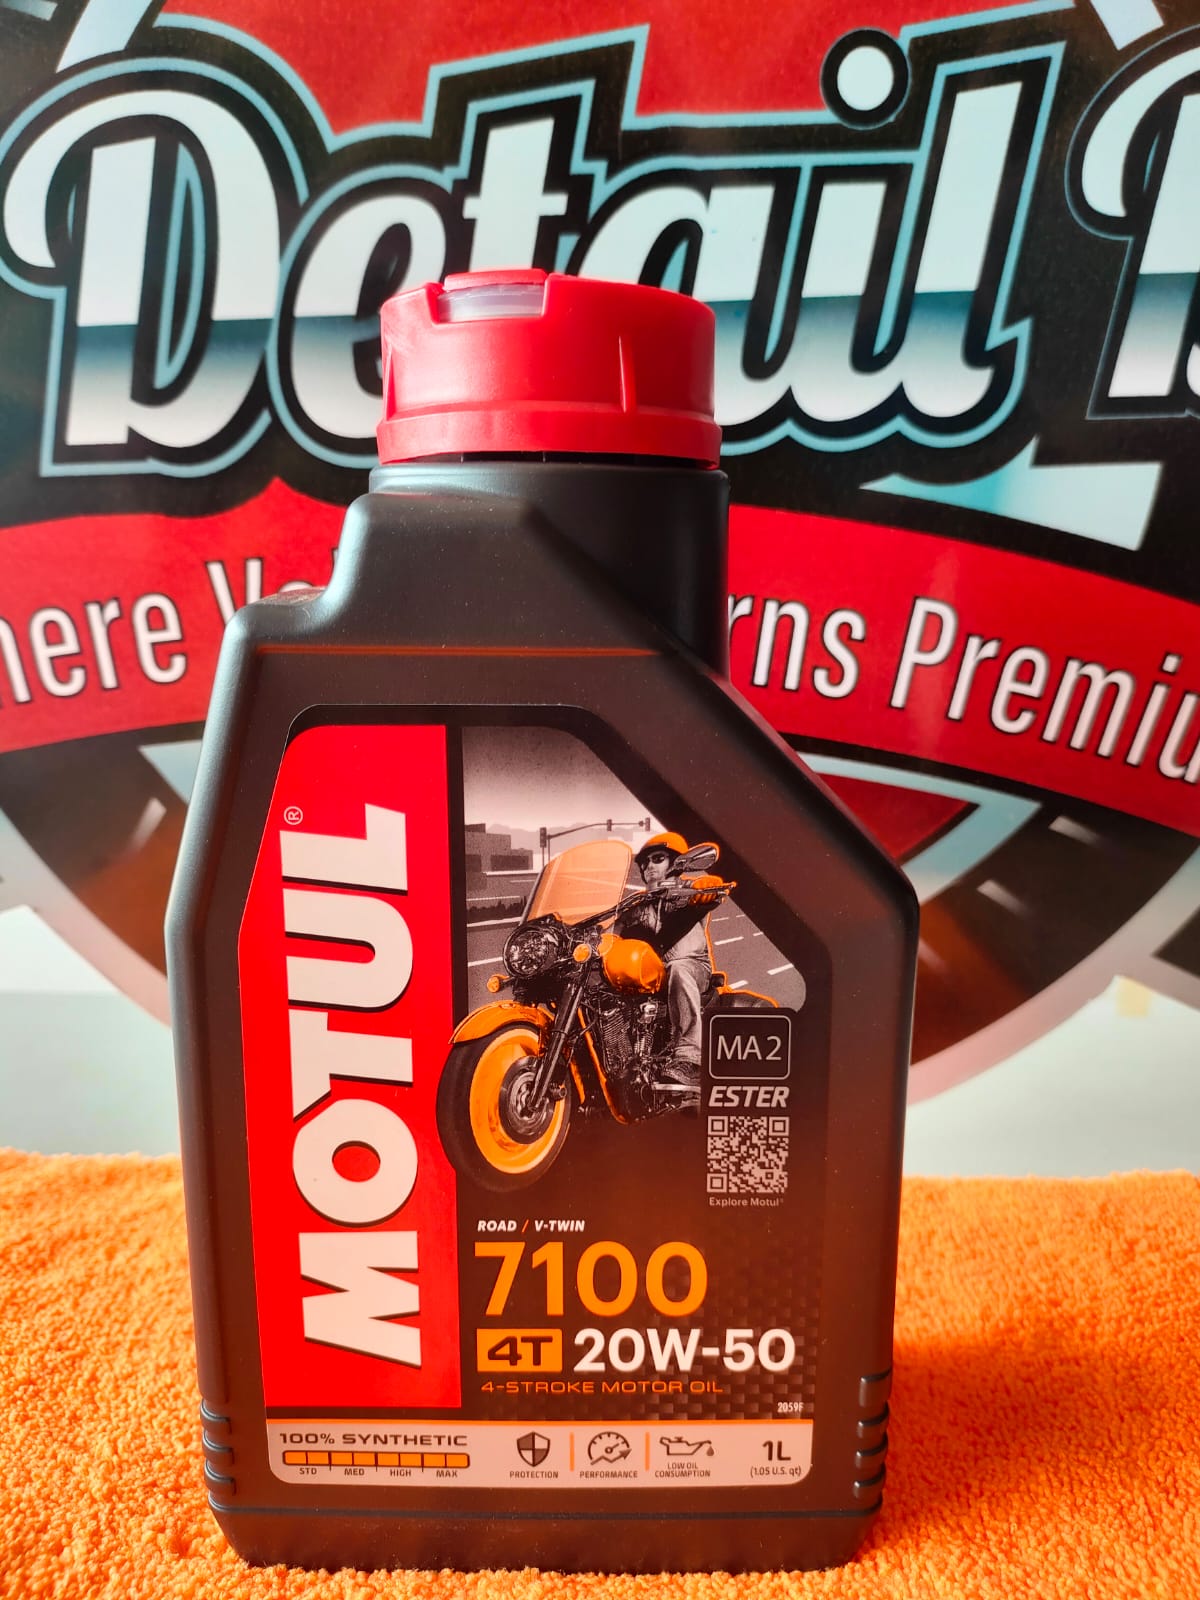 Detail
here
rns Premiu
MOTUL®
MA2
ESTER
Explore Motul®
ROAD / V-TWIN
7100
4T 20W-50
4-STROKE MOTOR OIL
2059F
100% SYNTHETIC
STD MED HIGH MAX
PROTECTION
PERFORMANCE
LOW OIL
CONSUMPTION
1L
(1.05 U.S. qt)